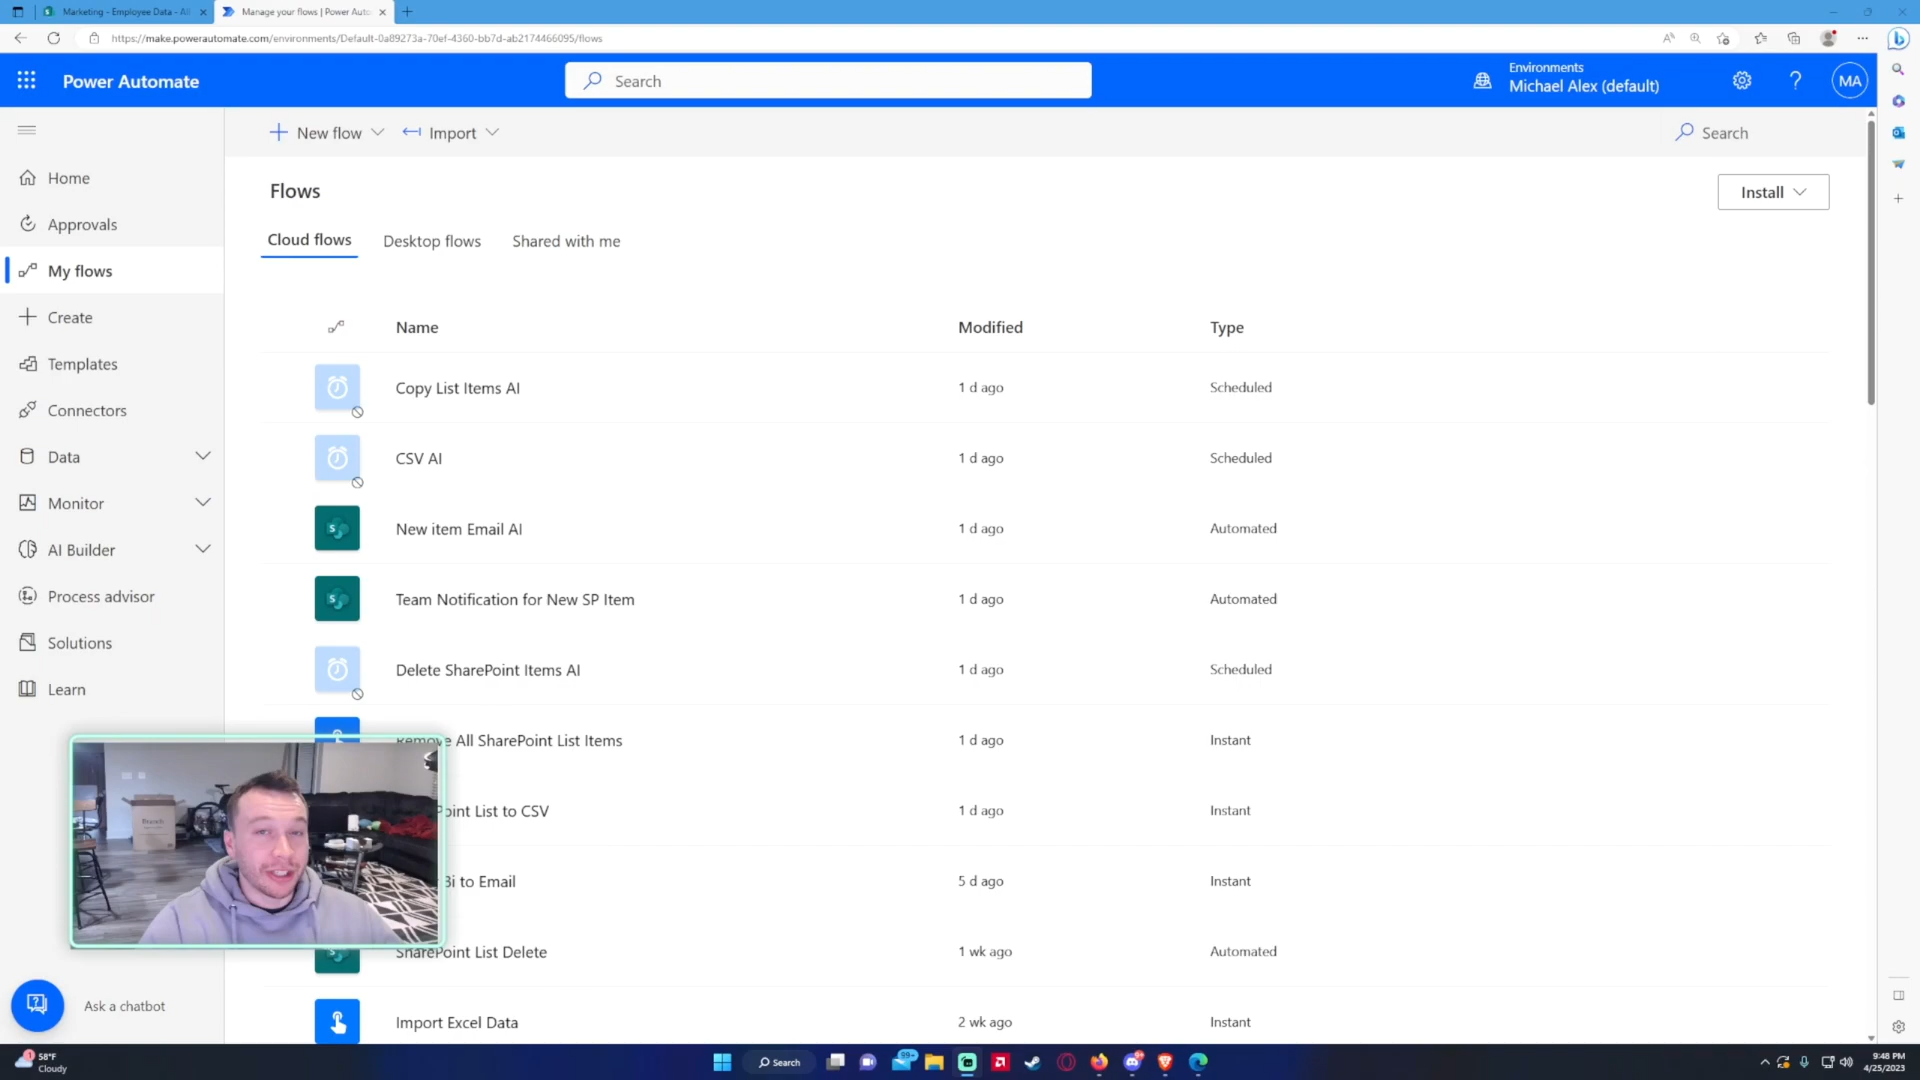 Marketing - Employee Data - All
Manage your flows | Power Auto
https://make.powerautomate.com/environments/Default-0a89273a-70ef-4360-bb7d-ab2174466095/flows
Power Automate
Search
Environments
Michael Alex (default)
?
MA
New flow
Import
Search
Home
Approvals
My flows
Create
Templates
Connectors
Data
Monitor
AI Builder
Process advisor
Solutions
Learn
Ask a chatbot
Flows
Install
Cloud flows
Desktop flows
Shared with me
Name Modified Type
Copy List Items AI 1 d ago Scheduled
CSV AI 1 d ago Scheduled
New item Email AI 1 d ago Automated
Team Notification for New SP Item 1 d ago Automated
Delete SharePoint Items AI 1 d ago Scheduled
Remove All SharePoint List Items 1 d ago Instant
oint List to CSV 1 d ago Instant
Bi to Email 5 d ago Instant
SharePoint List Delete 1 wk ago Automated
Import Excel Data 2 wk ago Instant
58°F
Cloudy
Search
99+
9:48 PM
4/25/2023